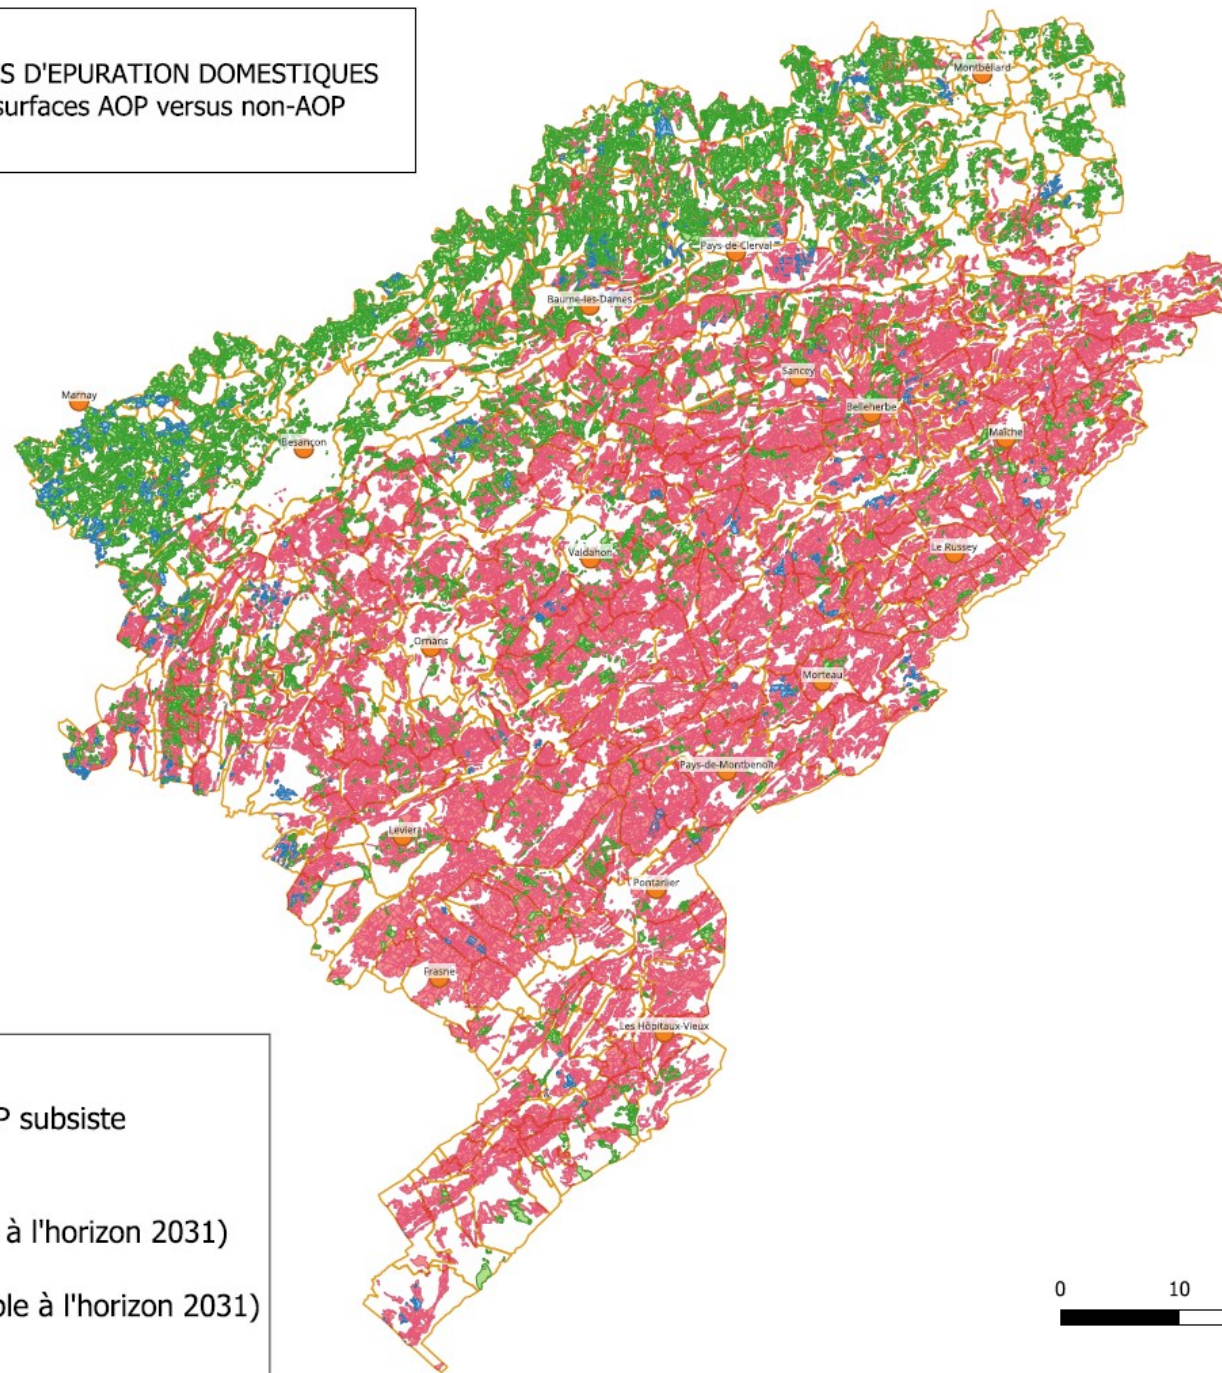 S D'EPURATION DOMESTIQUES
surfaces AOP versus non-AOP
Montbéliard
Pays-de-Clerval
Baume-les-Dames
Sancey
Marnay
Belleherbe
Maîche
Besançon
Le Russey
Valdahon
Ornans
Morteau
Pays-de-Montbenoît
Levier
Pontarlier
Frasne
Les Hôpitaux-Vieux
P subsiste
à l'horizon 2031)
ble à l'horizon 2031)
0 10